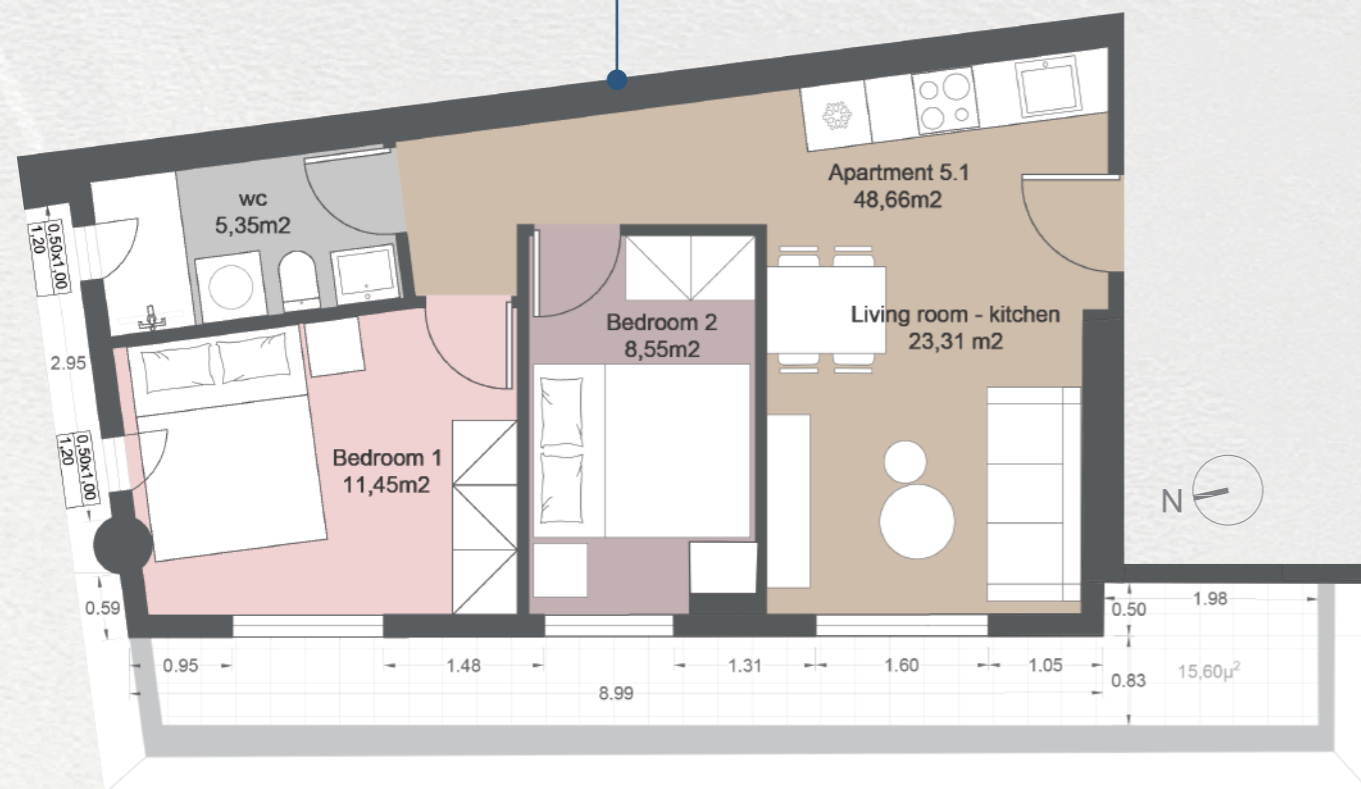 Apartment 5.1
48,66m2
wc
5,35m2
0,50x1,00
1,20
Living room - kitchen
23,31 m2
Bedroom 2
8,55m2
2.95
0,50x1,00
1,20
Bedroom 1
11,45m2
N
0.59
0.50
1.98
0.95
1.48
1.31
1.60
1.05
0.83
15,60μ²
8.99